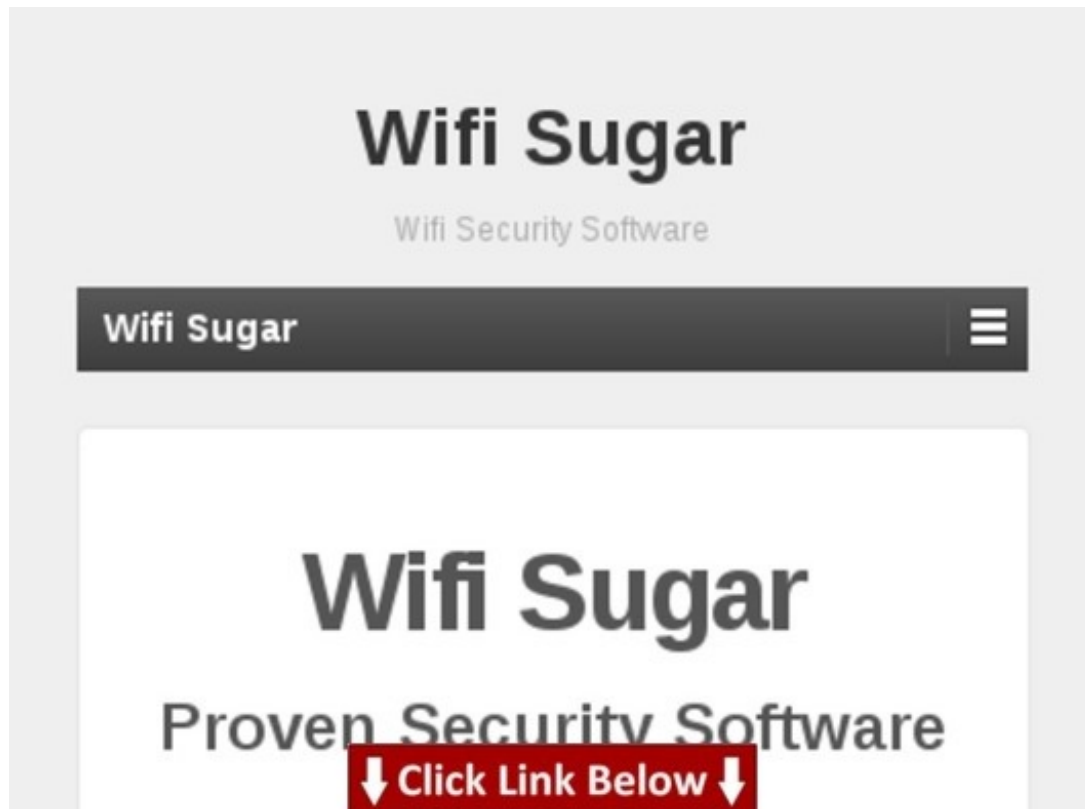 Wifi Sugar
Wifi Security Software
Wifi Sugar
Wifi Sugar
Proven Security Software
Click Link Below